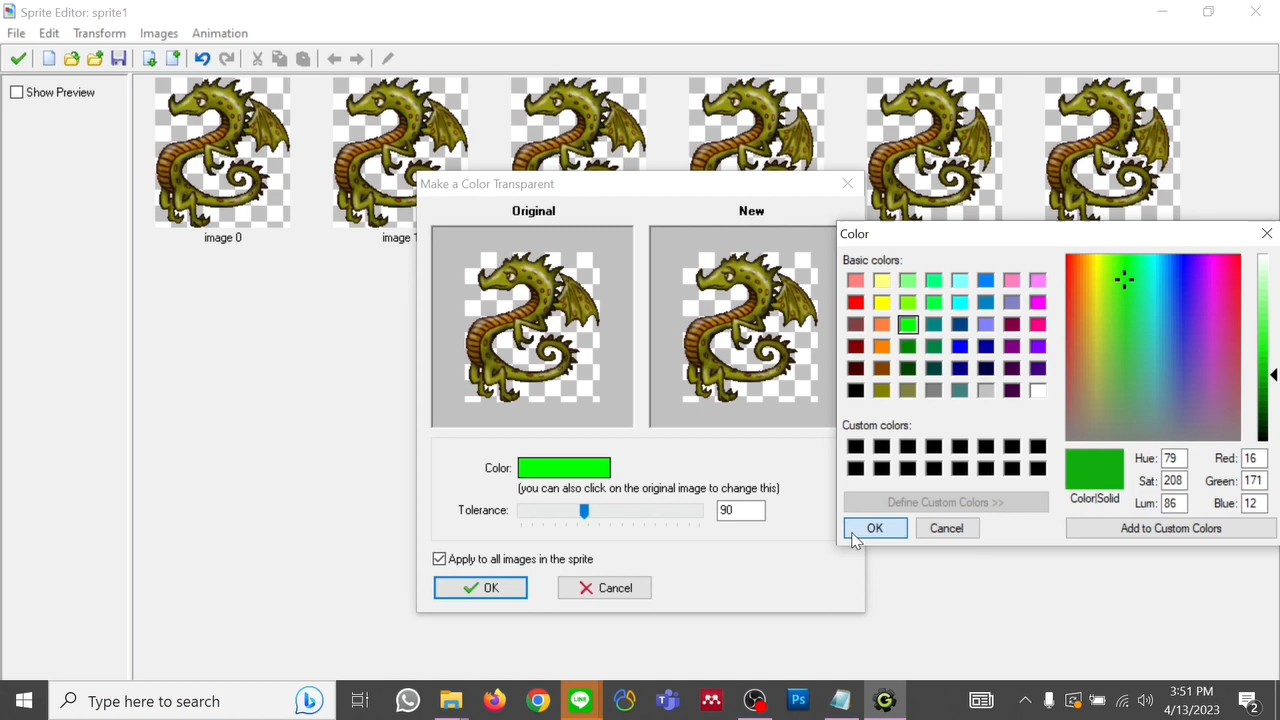 Sprite Editor: sprite1
File Edit Transform Images Animation
Show Preview
image 0
image 1
Make a Color Transparent
Original
New
Color:
(you can also click on the original image to change this)
Tolerance:
90
Apply to all images in the sprite
OK
Cancel
Color
Basic colors:
Custom colors:
Define Custom Colors >>
OK
Cancel
Color|Solid
Hue: 79
Red: 16
Sat: 208
Green: 171
Lum: 86
Blue: 12
Add to Custom Colors
Type here to search
Ps
3:51 PM
4/13/2023
2